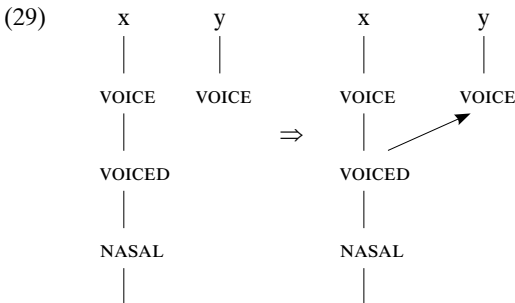 (29) x y x y
VOICE VOICE VOICE VOICE
⇒
VOICED VOICED
NASAL NASAL